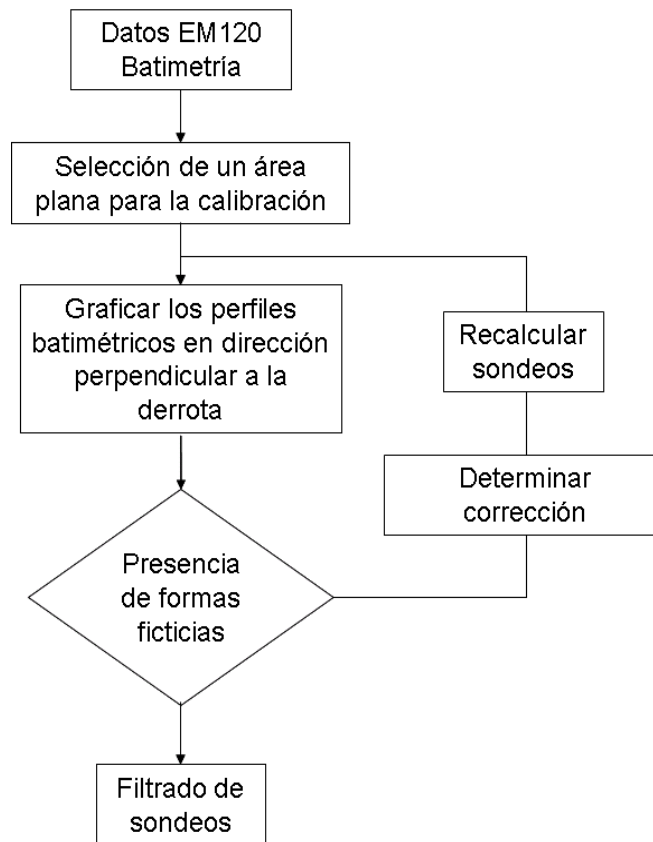 Datos EM120
Batimetría
Selección de un área
plana para la calibración
Graficar los perfiles
batimétricos en dirección
perpendicular a la
derrota
Recalcular
sondeos
Determinar
corrección
Presencia
de formas
ficticias
Filtrado de
sondeos